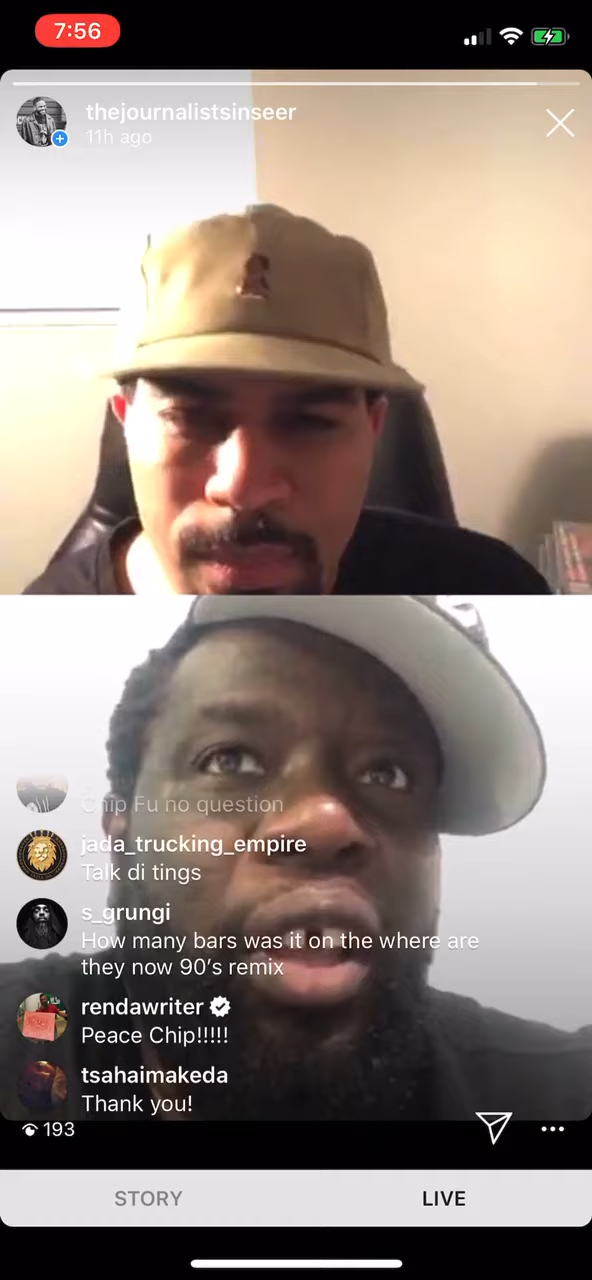 7:56
thejournalistsinseer
11h ago
Chip Fu no question
jada_trucking_empire
Talk di tings
s_grungi
How many bars was it on the where are
they now 90’s remix
rendawriter
Peace Chip!!!!!
tsahaimakeda
Thank you!
193
STORY
LIVE